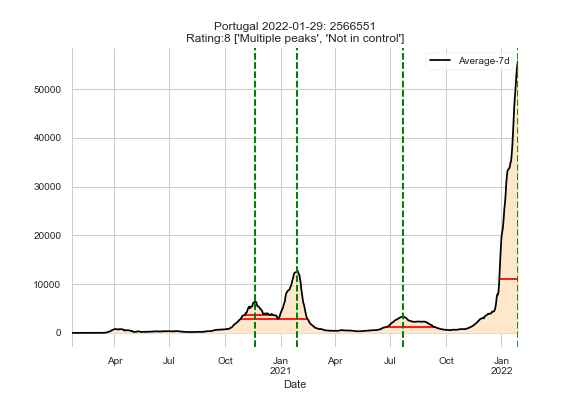 Portugal 2022-01-29: 2566551
Rating:8 ['Multiple peaks', 'Not in control']
Average-7d
50000
40000
30000
20000
10000
0
Apr Jul Oct Jan Apr Jul Oct Jan
2021 2022
Date